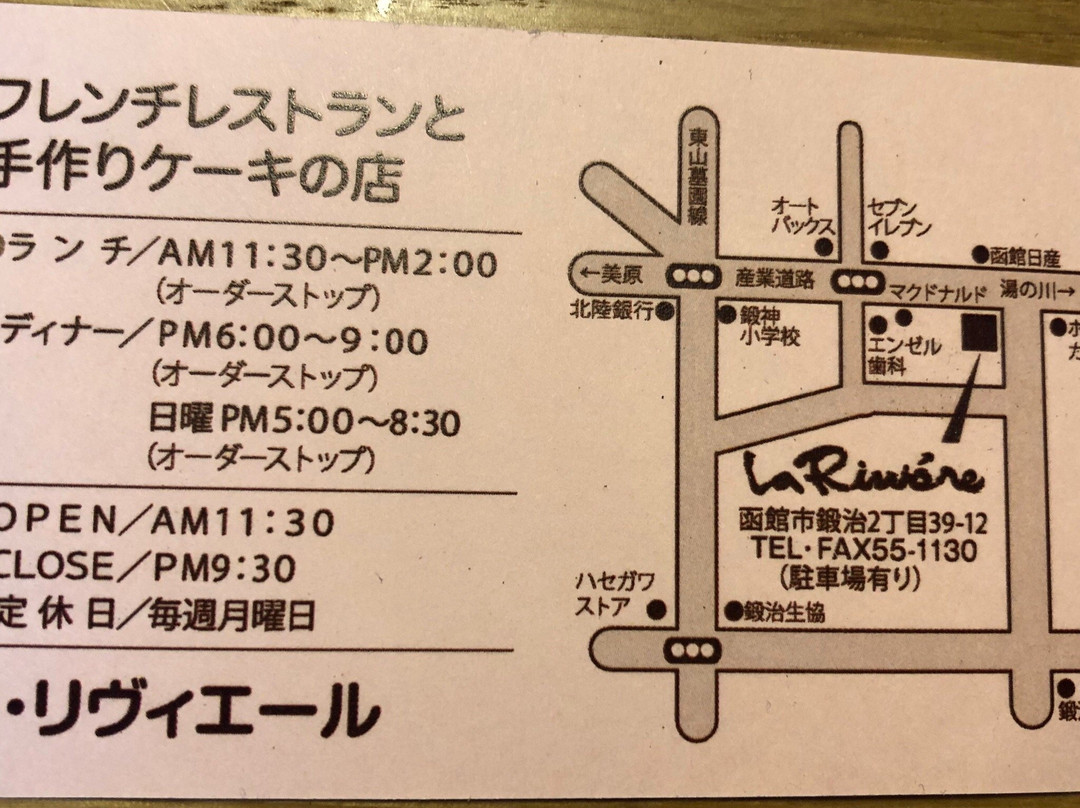 フレンチレストランと
手作りケーキの店
ランチ/AM11:30〜PM2:00
(オーダーストップ)
ディナー/PM6:00〜9:00
(オーダーストップ)
日曜PM5:00〜8:30
(オーダーストップ)
OPEN/AM11:30
CLOSE/PM9:30
定休日/毎週月曜日
・リヴィエール
東山墓園線
オート
バックス
セブン
イレブン
函館日産
←美原
産業道路
マクドナルド
湯の川→
北陸銀行
鍛神
小学校
エンゼル
歯科
La Riviére
函館市鍛治2丁目39-12
TEL・FAX55-1130
(駐車場有り)
ハセガワ
ストア
鍛治生協